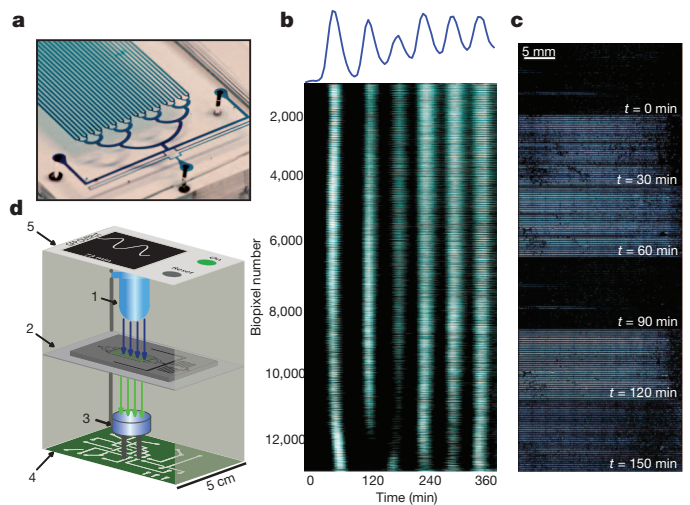 a
b
c
d
2,000
4,000
6,000
8,000
10,000
12,000
Biopixel number
0
120
240
360
Time (min)
5 mm
t = 0 min
t = 30 min
t = 60 min
t = 90 min
t = 120 min
t = 150 min
5
1
2
3
4
On
Reset
5 cm